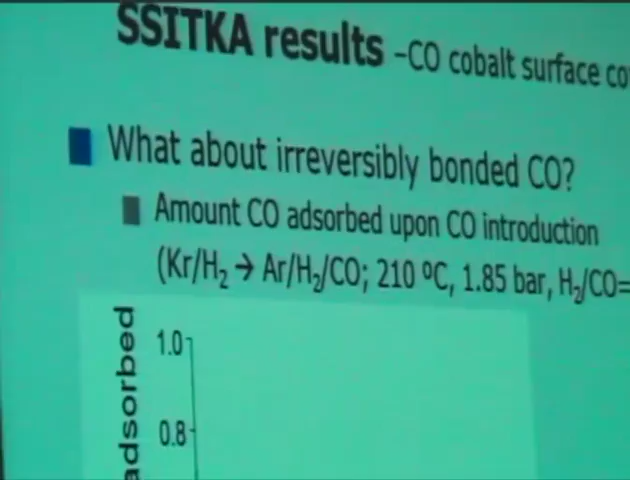 SSITKA results –CO cobalt surface
What about irreversibly bonded CO?
Amount CO adsorbed upon CO introduction
(Kr/H₂ → Ar/H₂/CO; 210 ºC, 1.85 bar, H₂/CO=
adsorbed
1.0
0.8